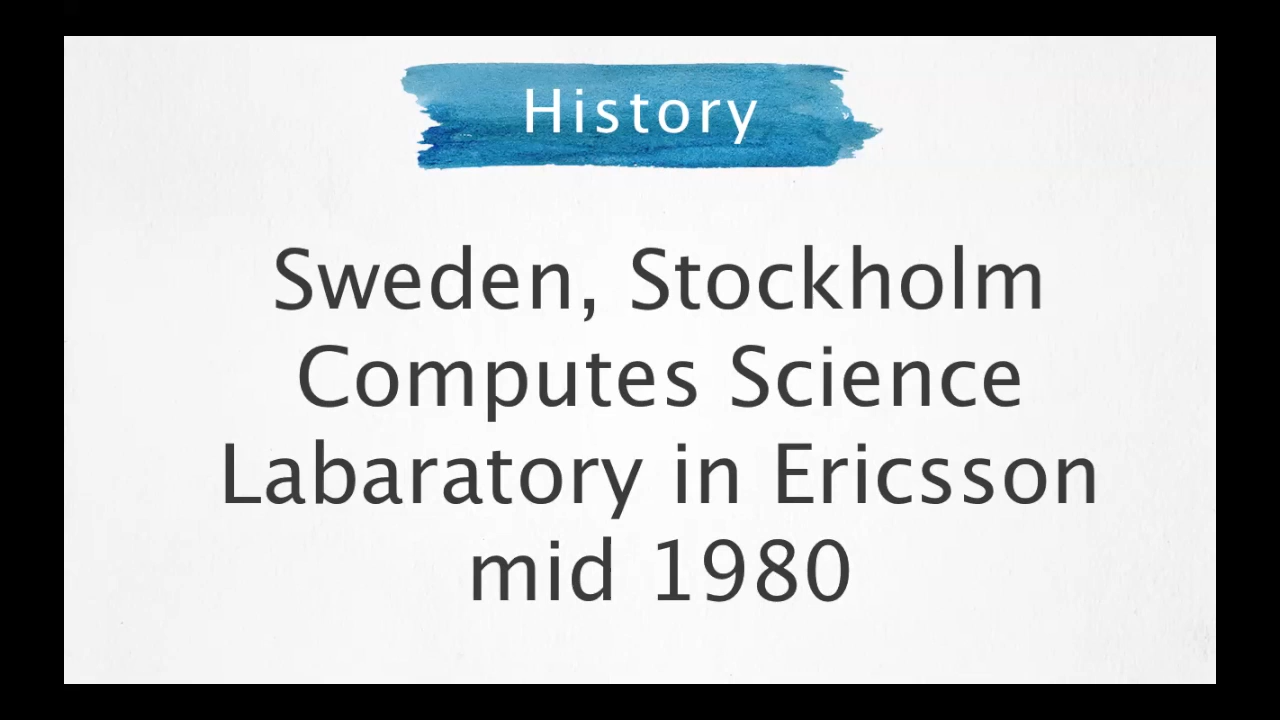 History
Sweden, Stockholm
Computes Science
Labaratory in Ericsson
mid 1980